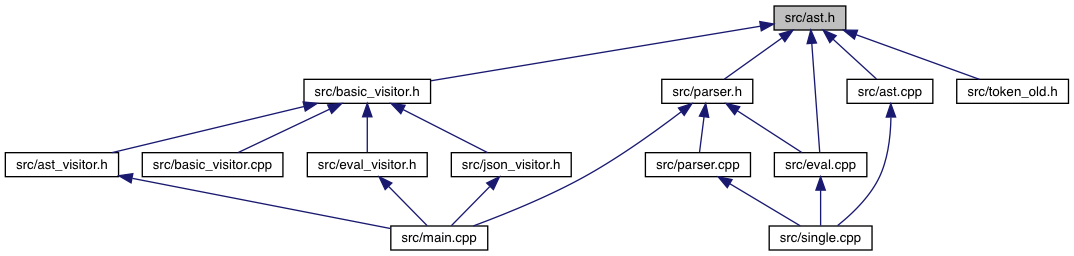 src/ast.h
src/basic_visitor.h
src/parser.h
src/ast.cpp
src/token_old.h
src/ast_visitor.h
src/basic_visitor.cpp
src/eval_visitor.h
src/json_visitor.h
src/parser.cpp
src/eval.cpp
src/main.cpp
src/single.cpp